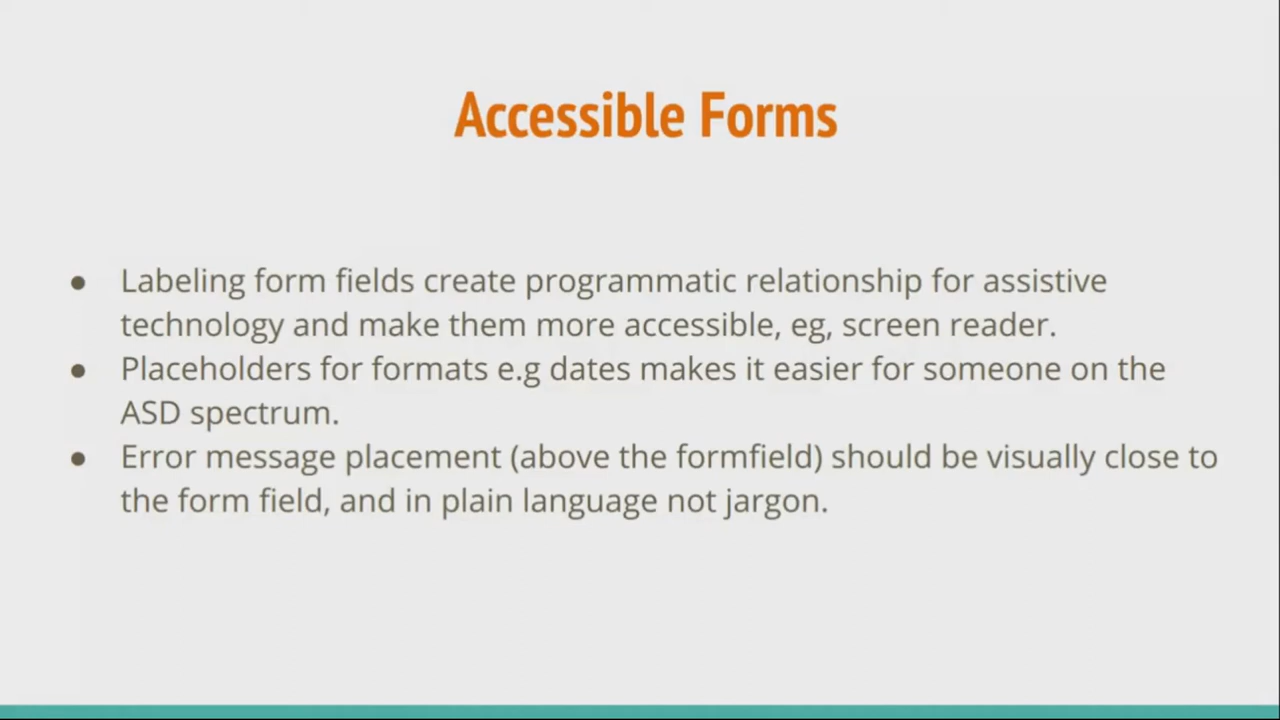 Accessible Forms
● Labeling form fields create programmatic relationship for assistive
technology and make them more accessible, eg, screen reader.
● Placeholders for formats e.g dates makes it easier for someone on the
ASD spectrum.
● Error message placement (above the formfield) should be visually close to
the form field, and in plain language not jargon.